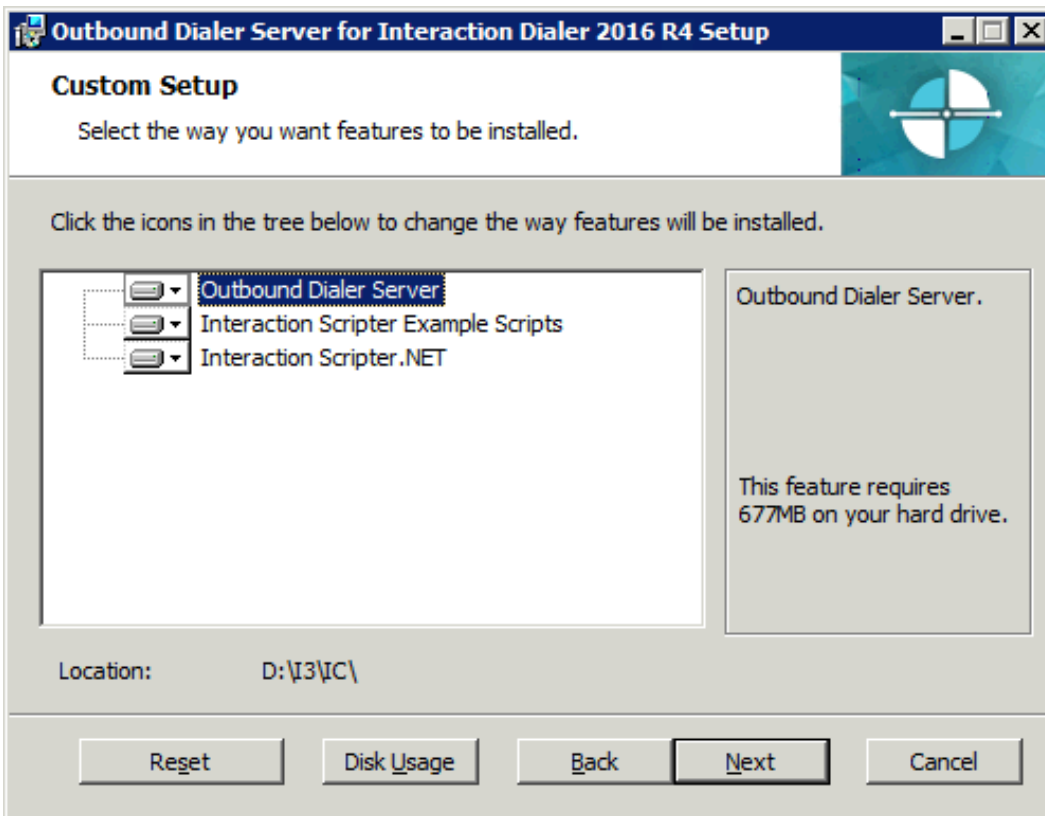 Outbound Dialer Server for Interaction Dialer 2016 R4 Setup
Custom Setup
Select the way you want features to be installed.
Click the icons in the tree below to change the way features will be installed.
Outbound Dialer Server
Interaction Scripter Example Scripts
Interaction Scripter.NET
Outbound Dialer Server.
This feature requires
677MB on your hard drive.
Location: D:\I3\IC\
Reset Disk Usage Back Next Cancel